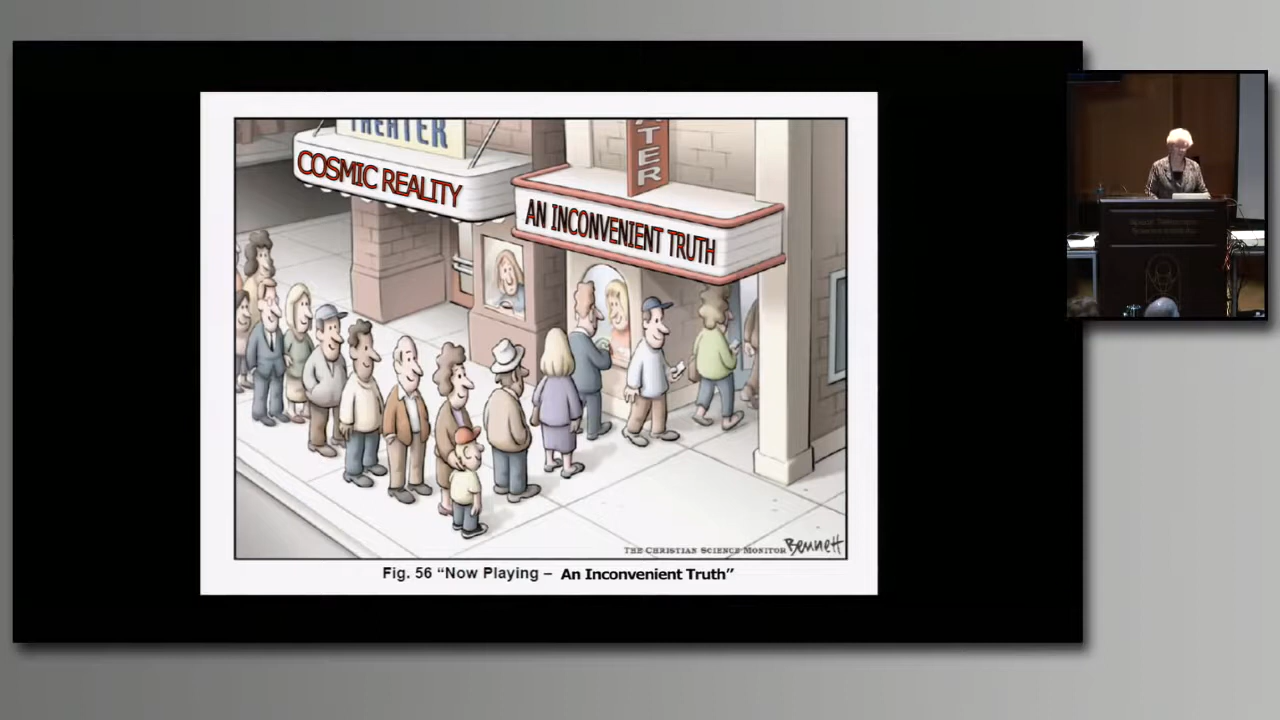 THEATER
COSMIC REALITY
ATER
AN INCONVENIENT TRUTH
THE CHRISTIAN SCIENCE MONITOR Bennett
Fig. 56 “Now Playing – An Inconvenient Truth”